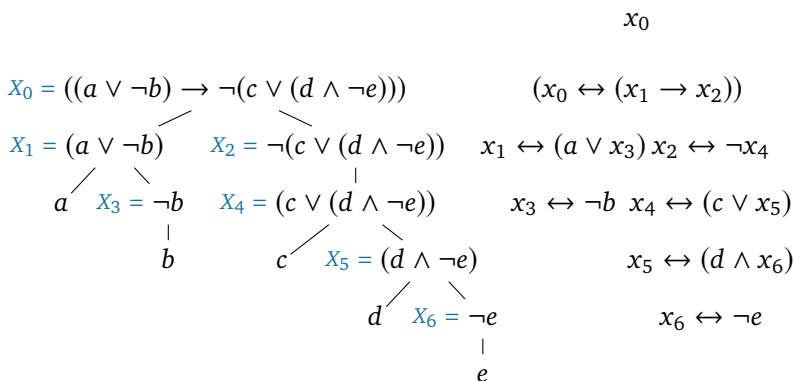 x₀
X₀ = ((a ∨ ¬b) → ¬(c ∨ (d ∧ ¬e))) (x₀ ↔ (x₁ → x₂))
X₁ = (a ∨ ¬b) X₂ = ¬(c ∨ (d ∧ ¬e)) x₁ ↔ (a ∨ x₃) x₂ ↔ ¬x₄
a X₃ = ¬b X₄ = (c ∨ (d ∧ ¬e)) x₃ ↔ ¬b x₄ ↔ (c ∨ x₅)
b c X₅ = (d ∧ ¬e) x₅ ↔ (d ∧ x₆)
d X₆ = ¬e x₆ ↔ ¬e
e